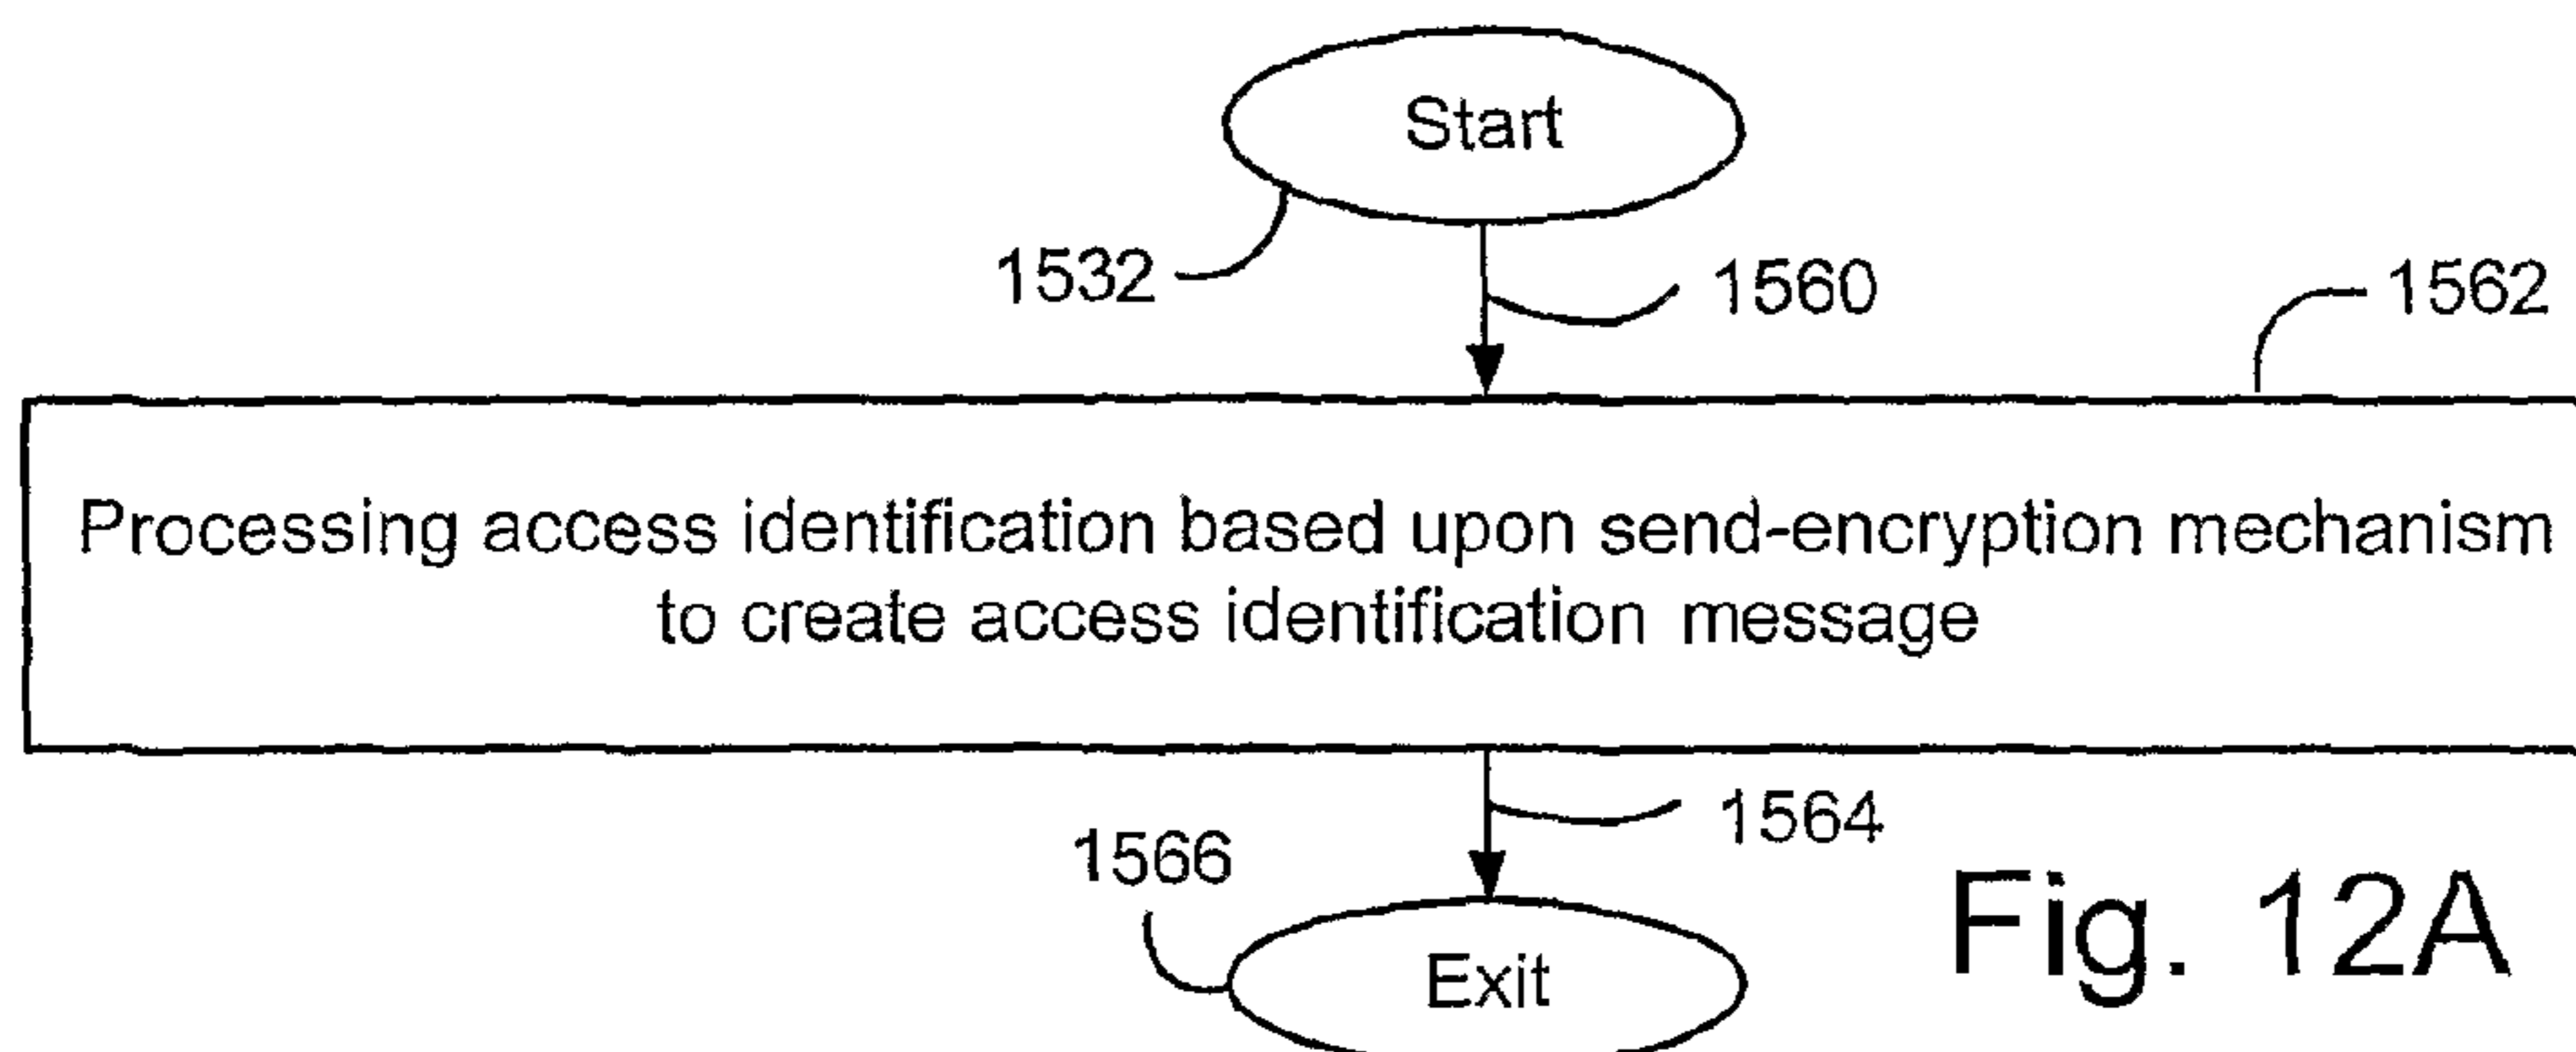 Start
1532
1560
1562
Processing access identification based upon send-encryption mechanism
to create access identification message
1564
1566
Exit
Fig. 12A